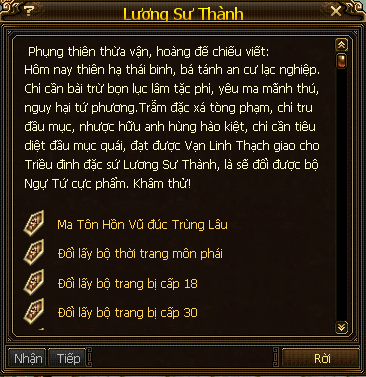 Lương Sư Thành
Phụng thiên thừa vận, hoàng đế chiếu viết:
Hôm nay thiên hạ thái bình, bá tánh an cư lạc nghiệp.
Chỉ cần bài trừ bọn lục lâm tặc phỉ, yêu ma mãnh thú,
nguy hại tứ phương.Trẫm đặc xá tòng phạm, chỉ tru
đầu mục, nhược hữu anh hùng hào kiệt, chỉ cần tiêu
diệt đầu mục quái, đạt được Vạn Linh Thạch giao cho
Triều đình đặc sứ Lương Sư Thành, là sẽ đổi được bộ
Ngự Tứ cực phẩm. Khâm thử!
Ma Tôn Hồn Vũ đúc Trùng Lâu
Đổi lấy bộ thời trang môn phái
Đổi lấy bộ trang bị cấp 18
Đổi lấy bộ trang bị cấp 30
Nhận Tiếp Rời